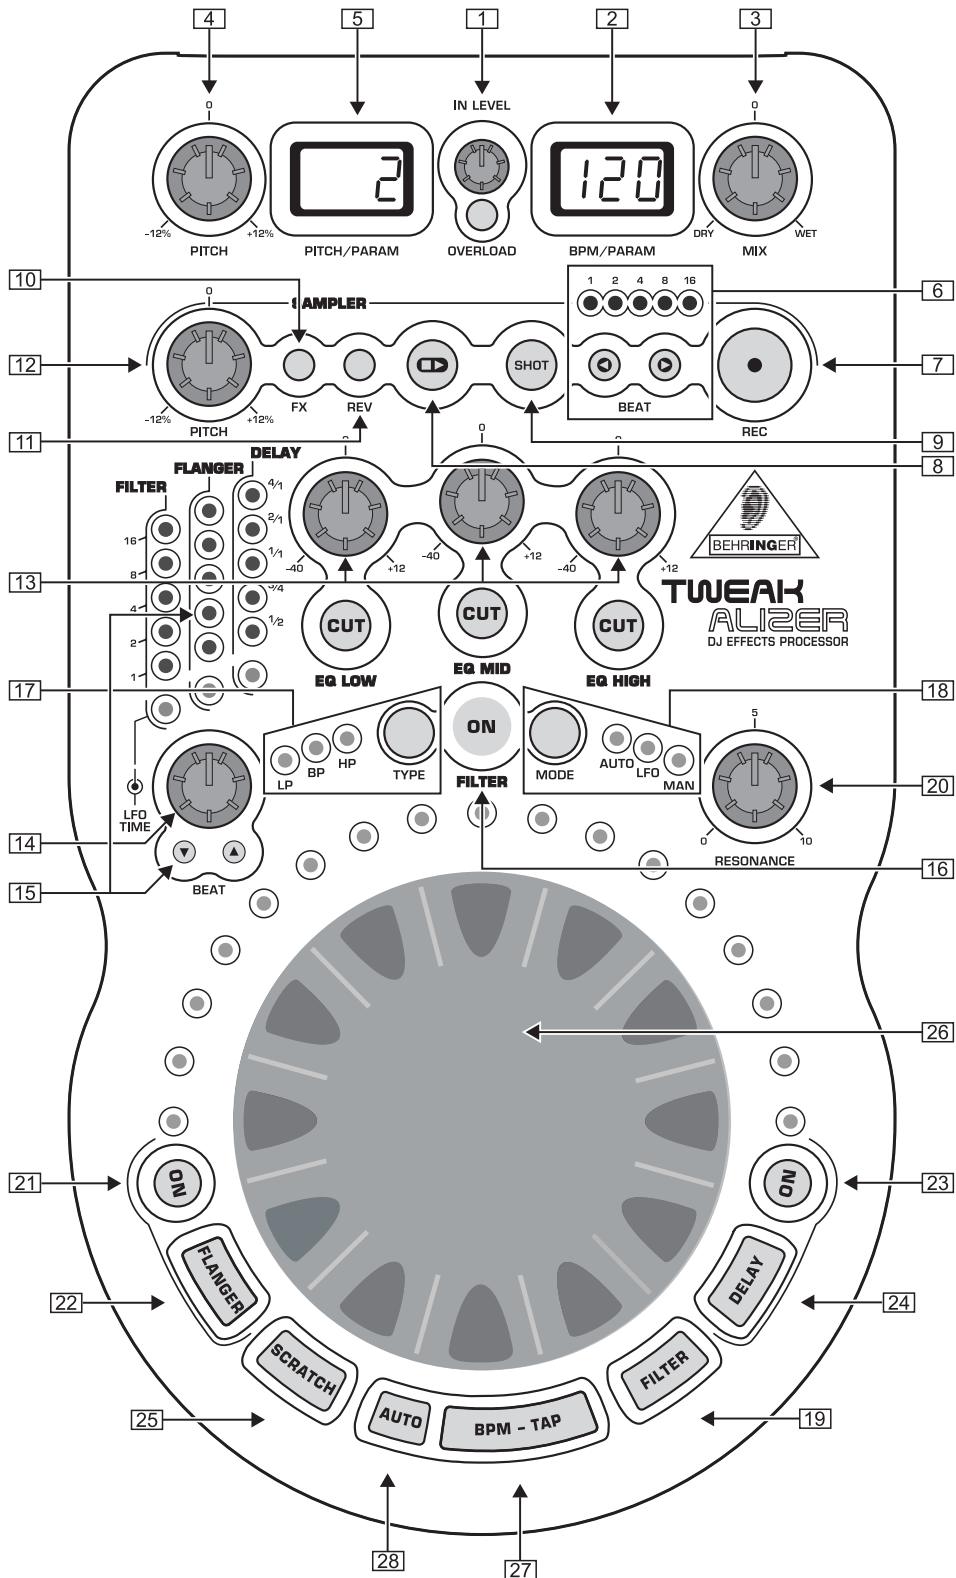 4 5 1 2 3
IN LEVEL
0 0
2 120
-12% +12% DRY WET
PITCH PITCH/PARAM OVERLOAD BPM/PARAM MIX
10
1 2 4 8 16
6
0 SAMPLER
12 SHOT 7
-12% +12% FX REV BEAT
PITCH REC
11 9
8
0 0 0
DELAY
FLANGER
FILTER
4/1
2/1
1/1
3/4
1/2
16
8
4
2
1
-40 +12 -40 +12 -40 +12
13
BEHRINGER
TWEAK
ALIZER
DJ EFFECTS PROCESSOR
CUT CUT CUT
EQ LOW EQ MID EQ HIGH
17 18
LP BP HP TYPE ON MODE AUTO LFO MAN
FILTER
5
20
0 10
RESONANCE
LFO
TIME
14
15 BEAT
16
26
21 ON ON 23
22 FLANGER DELAY 24
25 SCRATCH FILTER 19
AUTO BPM - TAP
28 27